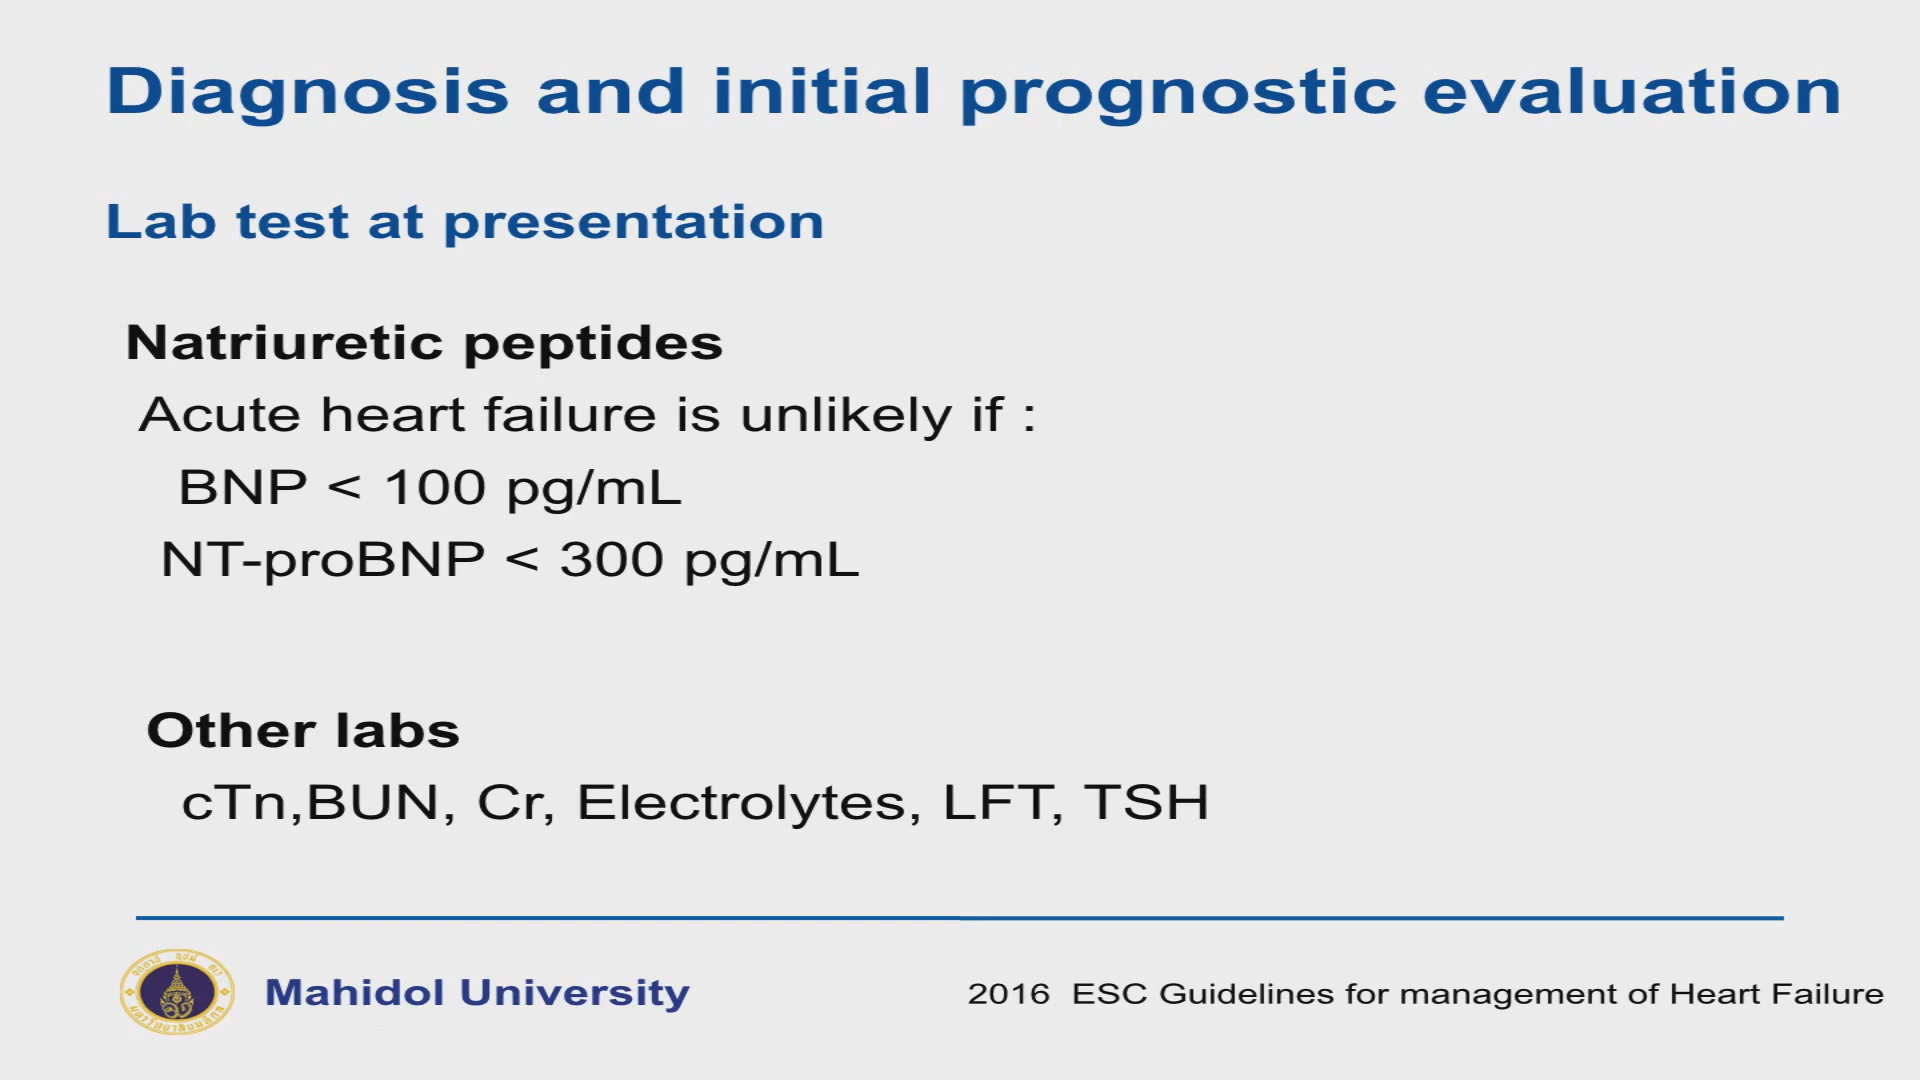 Diagnosis and initial prognostic evaluation
Lab test at presentation
Natriuretic peptides
Acute heart failure is unlikely if :
BNP < 100 pg/mL
NT-proBNP < 300 pg/mL
Other labs
cTn,BUN, Cr, Electrolytes, LFT, TSH
Mahidol University
2016 ESC Guidelines for management of Heart Failure